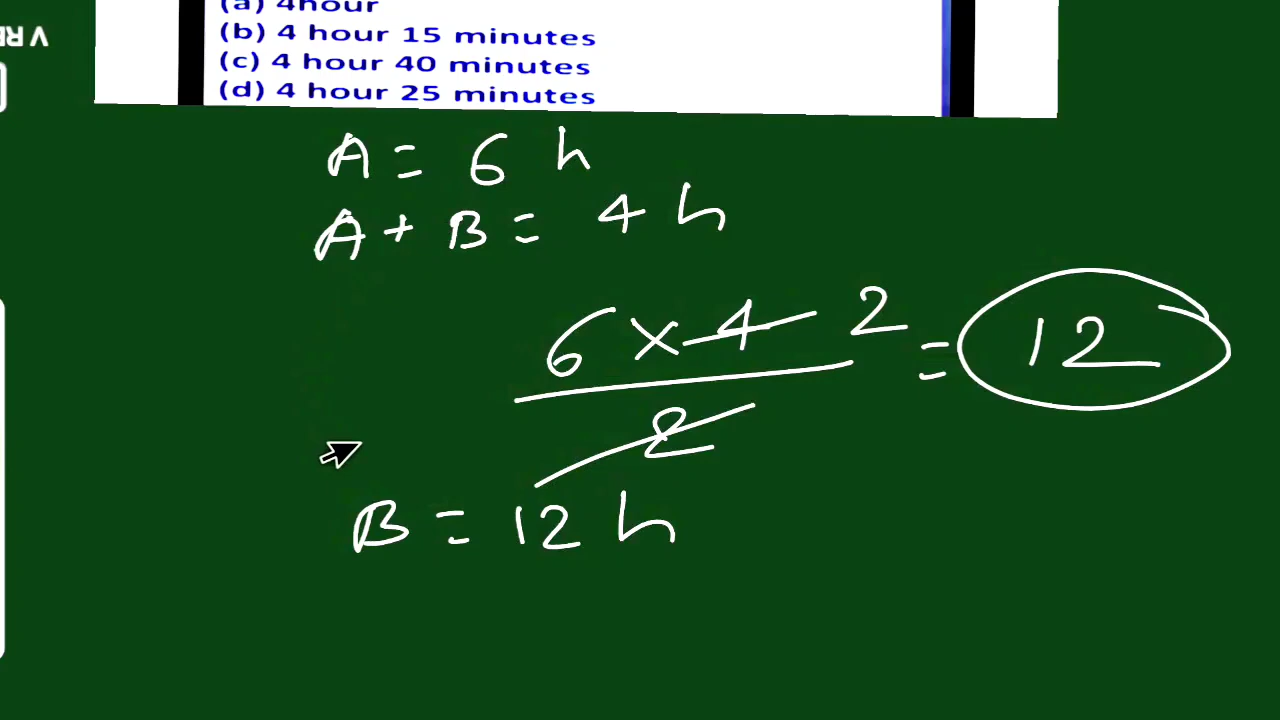 (a) 4hour
(b) 4 hour 15 minutes
(c) 4 hour 40 minutes
(d) 4 hour 25 minutes
A = 6 h
A + B = 4 h
6 × 4 2 = 12
2
B = 12 h